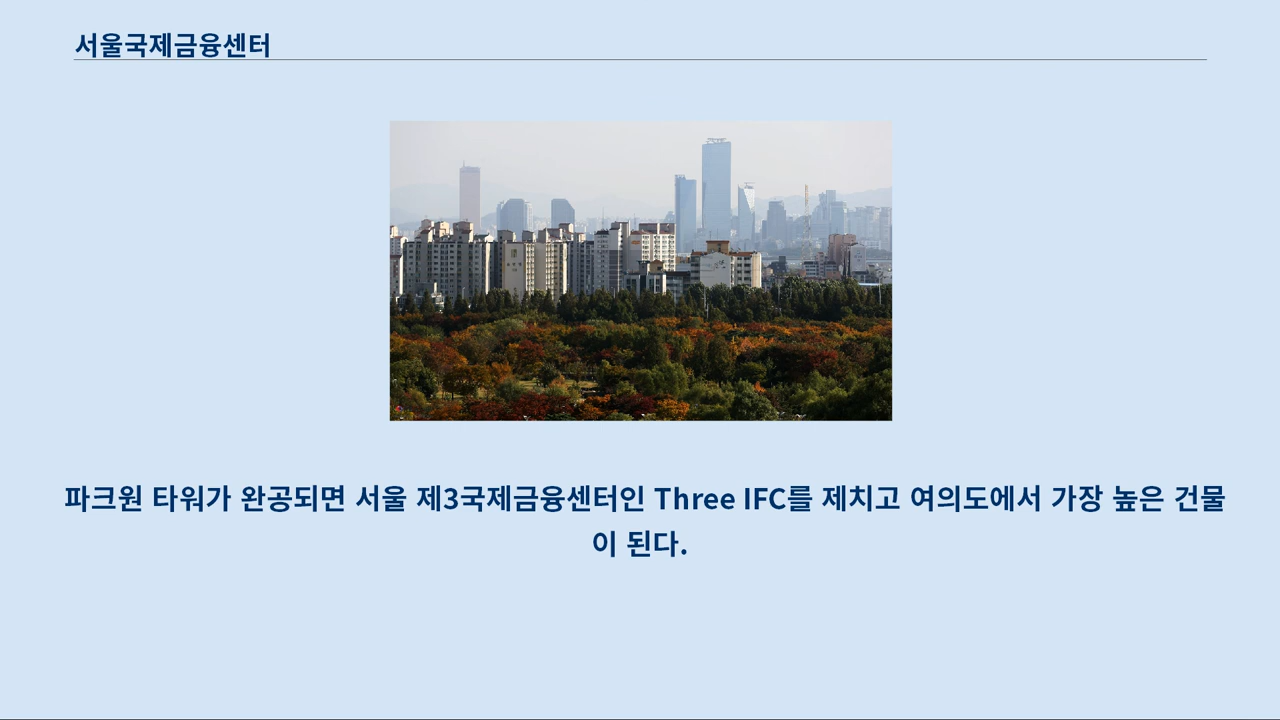 서울국제금융센터
파크원 타워가 완공되면 서울 제3국제금융센터인 Three IFC를 제치고 여의도에서 가장 높은 건물
이 된다.